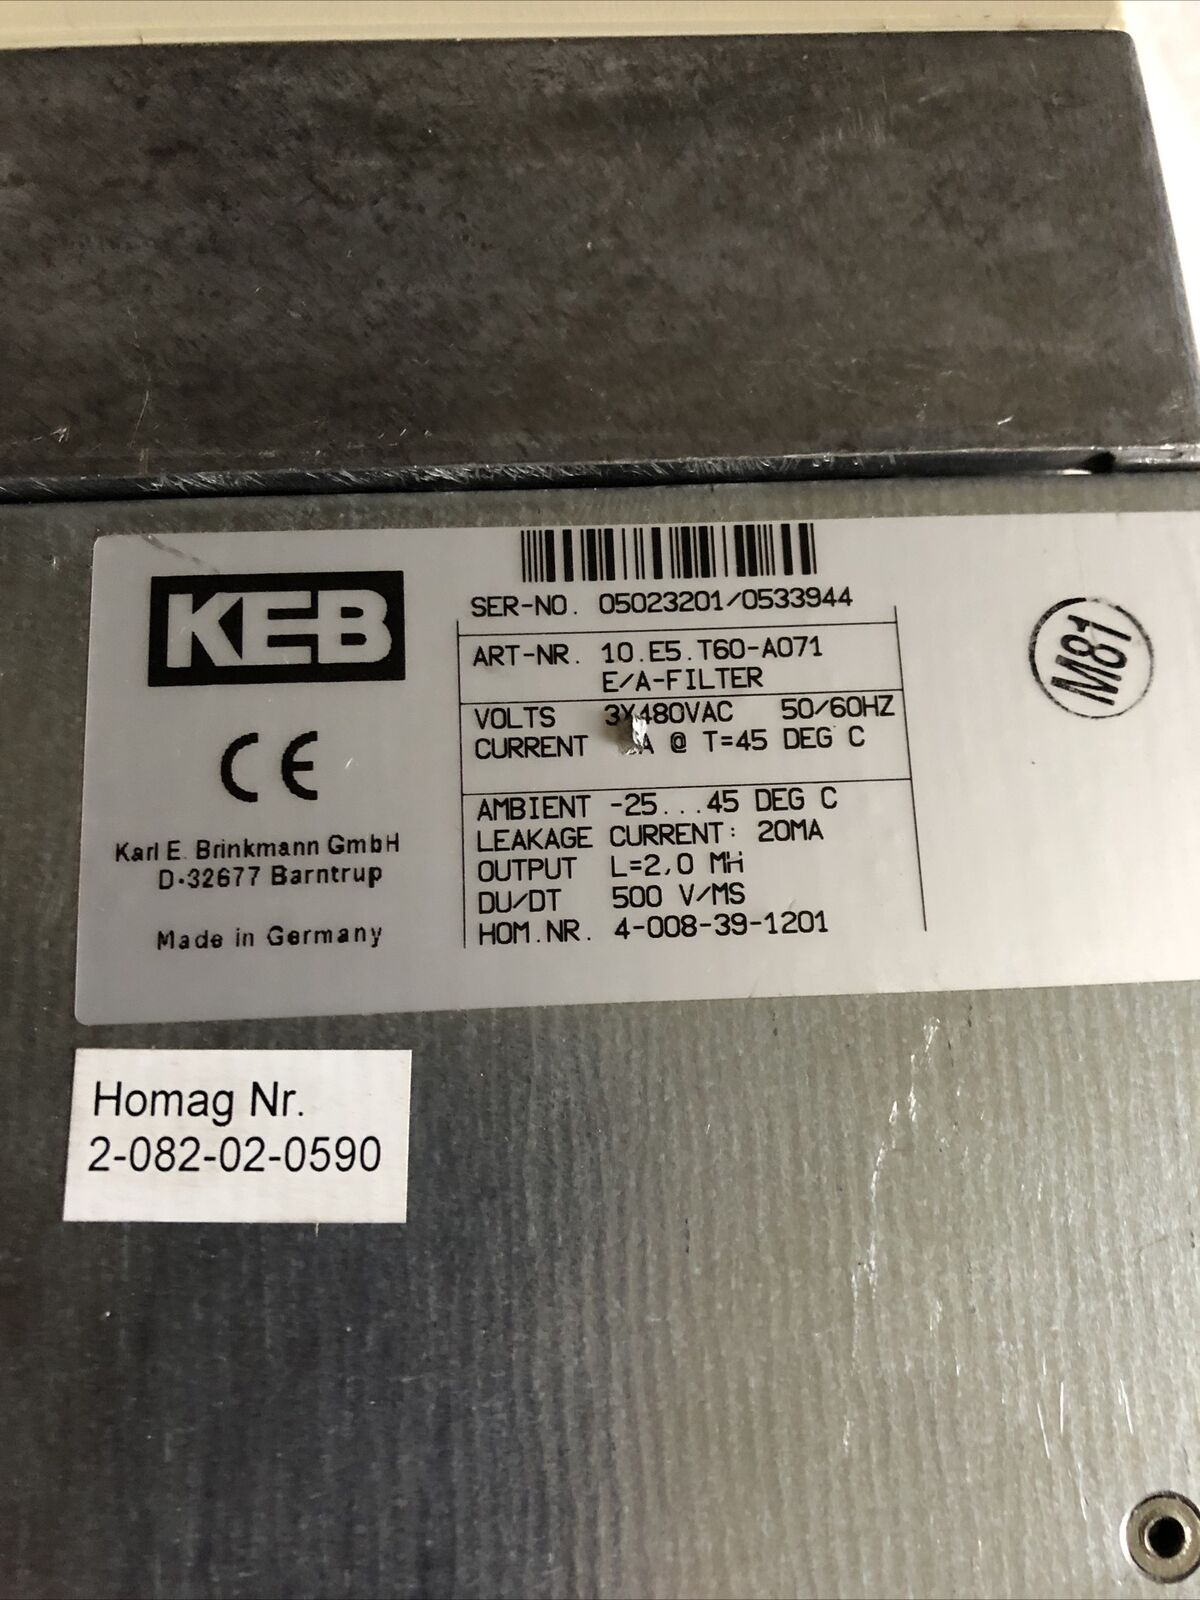 KEB
CE
Karl E. Brinkmann GmbH
D-32677 Barntrup
Made in Germany
SER-NO. 05023201/0533944
ART-NR. 10.E5.T60-A071
E/A-FILTER
VOLTS 3X480VAC 50/60HZ
CURRENT @ T=45 DEG C
AMBIENT -25...45 DEG C
LEAKAGE CURRENT: 20MA
OUTPUT L=2,0 MH
DU/DT 500 V/MS
HOM.NR. 4-008-39-1201
M81
Homag Nr.
2-082-02-0590